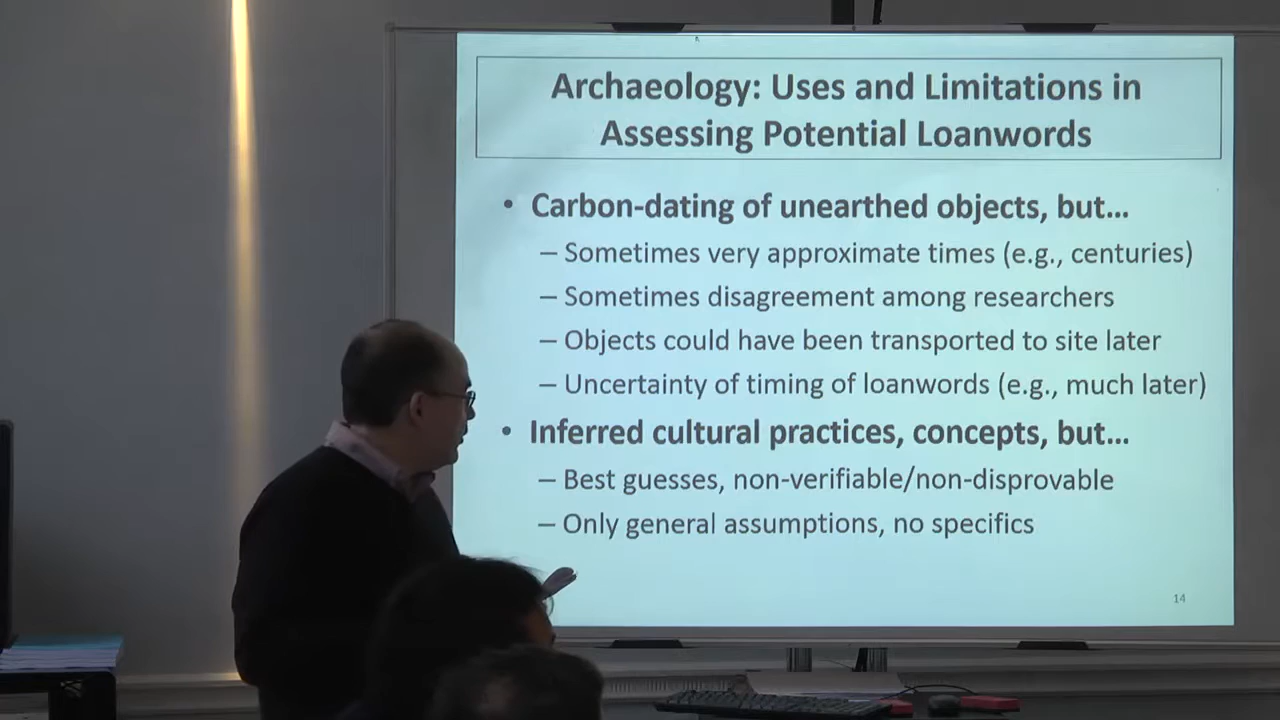 Archaeology: Uses and Limitations in
Assessing Potential Loanwords
• Carbon-dating of unearthed objects, but...
– Sometimes very approximate times (e.g., centuries)
– Sometimes disagreement among researchers
– Objects could have been transported to site later
– Uncertainty of timing of loanwords (e.g., much later)
• Inferred cultural practices, concepts, but...
– Best guesses, non-verifiable/non-disprovable
– Only general assumptions, no specifics
14